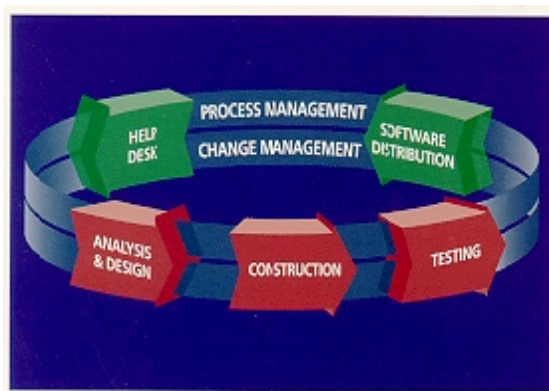 PROCESS MANAGEMENT
CHANGE MANAGEMENT
HELP
DESK
SOFTWARE
DISTRIBUTION
ANALYSIS
& DESIGN
CONSTRUCTION
TESTING